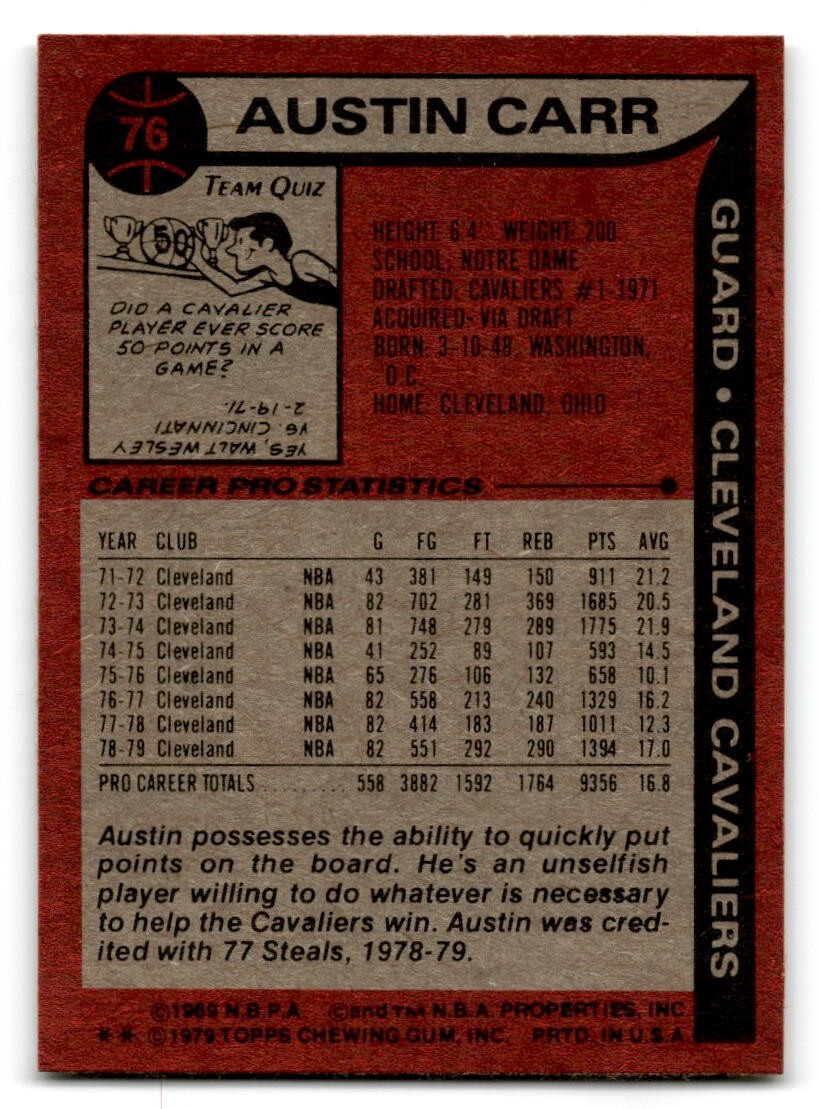 76
AUSTIN CARR
TEAM QUIZ
50
DID A CAVALIER
PLAYER EVER SCORE
50 POINTS IN A
GAME?
YES, WALT WESLEY
VS. CINCINNATI
2-19-71.
HEIGHT: 6'4" WEIGHT: 200
SCHOOL: NOTRE DAME
DRAFTED: CAVALIERS #1-1971
ACQUIRED: VIA DRAFT
BORN: 3-10-48, WASHINGTON,
D.C.
HOME: CLEVELAND, OHIO
GUARD • CLEVELAND CAVALIERS
CAREER PRO STATISTICS
YEAR CLUB G FG FT REB PTS AVG
71-72 Cleveland NBA 43 381 149 150 911 21.2
72-73 Cleveland NBA 82 702 281 369 1685 20.5
73-74 Cleveland NBA 81 748 279 289 1775 21.9
74-75 Cleveland NBA 41 252 89 107 593 14.5
75-76 Cleveland NBA 65 276 106 132 658 10.1
76-77 Cleveland NBA 82 558 213 240 1329 16.2
77-78 Cleveland NBA 82 414 183 187 1011 12.3
78-79 Cleveland NBA 82 551 292 290 1394 17.0
PRO CAREER TOTALS ......... 558 3882 1592 1764 9356 16.8
Austin possesses the ability to quickly put
points on the board. He's an unselfish
player willing to do whatever is necessary
to help the Cavaliers win. Austin was cred-
ited with 77 Steals, 1978-79.
©1969 N.B.P.A. ©and TM N.B.A. PROPERTIES, INC.
** ©1979 TOPPS CHEWING GUM, INC. PRTD. IN U.S.A.